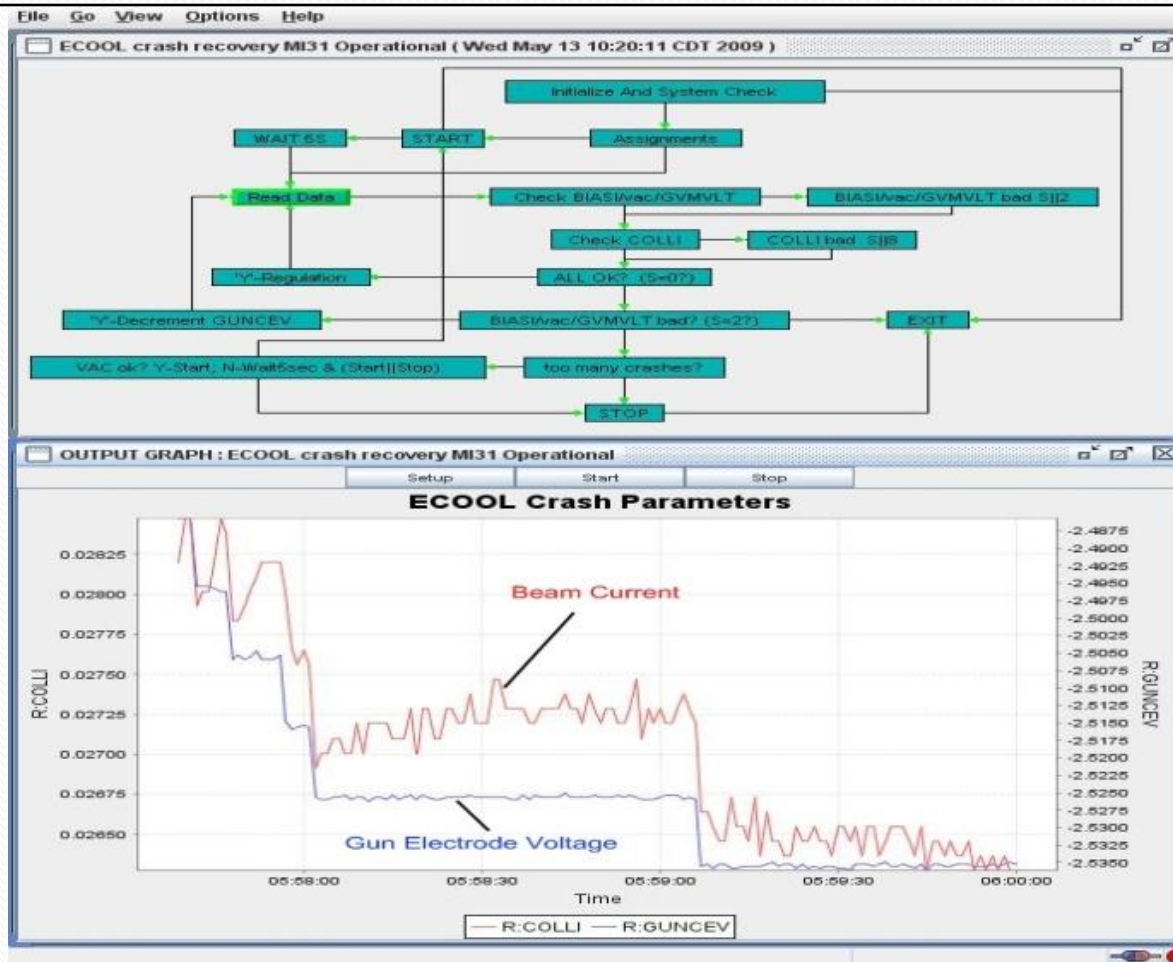 File Go View Options Help
ECOOL crash recovery MI31 Operational ( Wed May 13 10:20:11 CDT 2009 )
Initialize And System Check
WAIT 5S START Assignments
Read Data Check BIASI/vac/GVMVLT BIASI/vac/GVMVLT bad S||2
Check COLLI COLLI bad S||8
"Y"-Regulation ALL OK? (S=0?)
"Y"-Decrement GUNCEV BIASI/vac/GVMVLT bad? (S=2?) EXIT
VAC ok? Y-Start, N-Wait5sec & (Start||Stop) too many crashes?
STOP
OUTPUT GRAPH : ECOOL crash recovery MI31 Operational
Setup Start Stop
ECOOL Crash Parameters
0.02825
0.02800
0.02775
0.02750
0.02725
0.02700
0.02675
0.02650
R:COLLI
Beam Current
Gun Electrode Voltage
-2.4875
-2.4900
-2.4925
-2.4950
-2.4975
-2.5000
-2.5025
-2.5050
-2.5075
-2.5100
-2.5125
-2.5150
-2.5175
-2.5200
-2.5225
-2.5250
-2.5275
-2.5300
-2.5325
-2.5350
R:GUNCEV
05:58:00 05:58:30 05:59:00 05:59:30 06:00:00
Time
R:COLLI R:GUNCEV